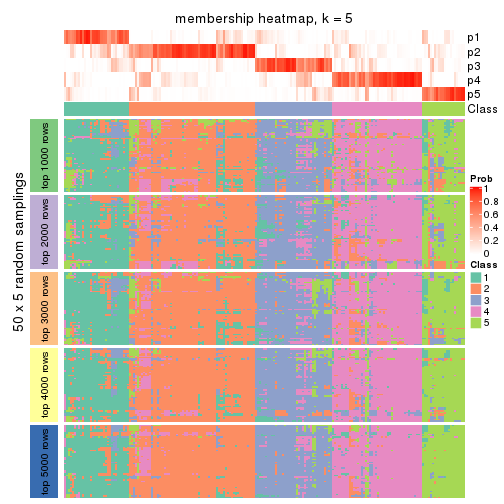 membership heatmap, k = 5
p1
p2
p3
p4
p5
Class
50 x 5 random samplings
top 1000 rows
top 2000 rows
top 3000 rows
top 4000 rows
top 5000 rows
Prob
1
0.8
0.6
0.4
0.2
0
Class
1
2
3
4
5